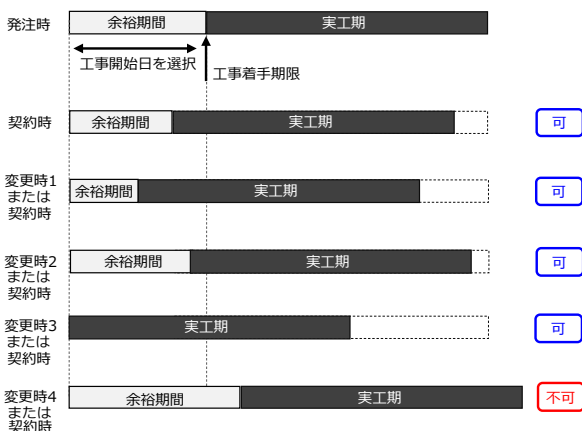 発注時
余裕期間
実工期
工事開始日を選択
工事着手期限
契約時
余裕期間
実工期
可
変更時1
または
契約時
余裕期間
実工期
可
変更時2
または
契約時
余裕期間
実工期
可
変更時3
または
契約時
実工期
可
変更時4
または
契約時
余裕期間
実工期
不可